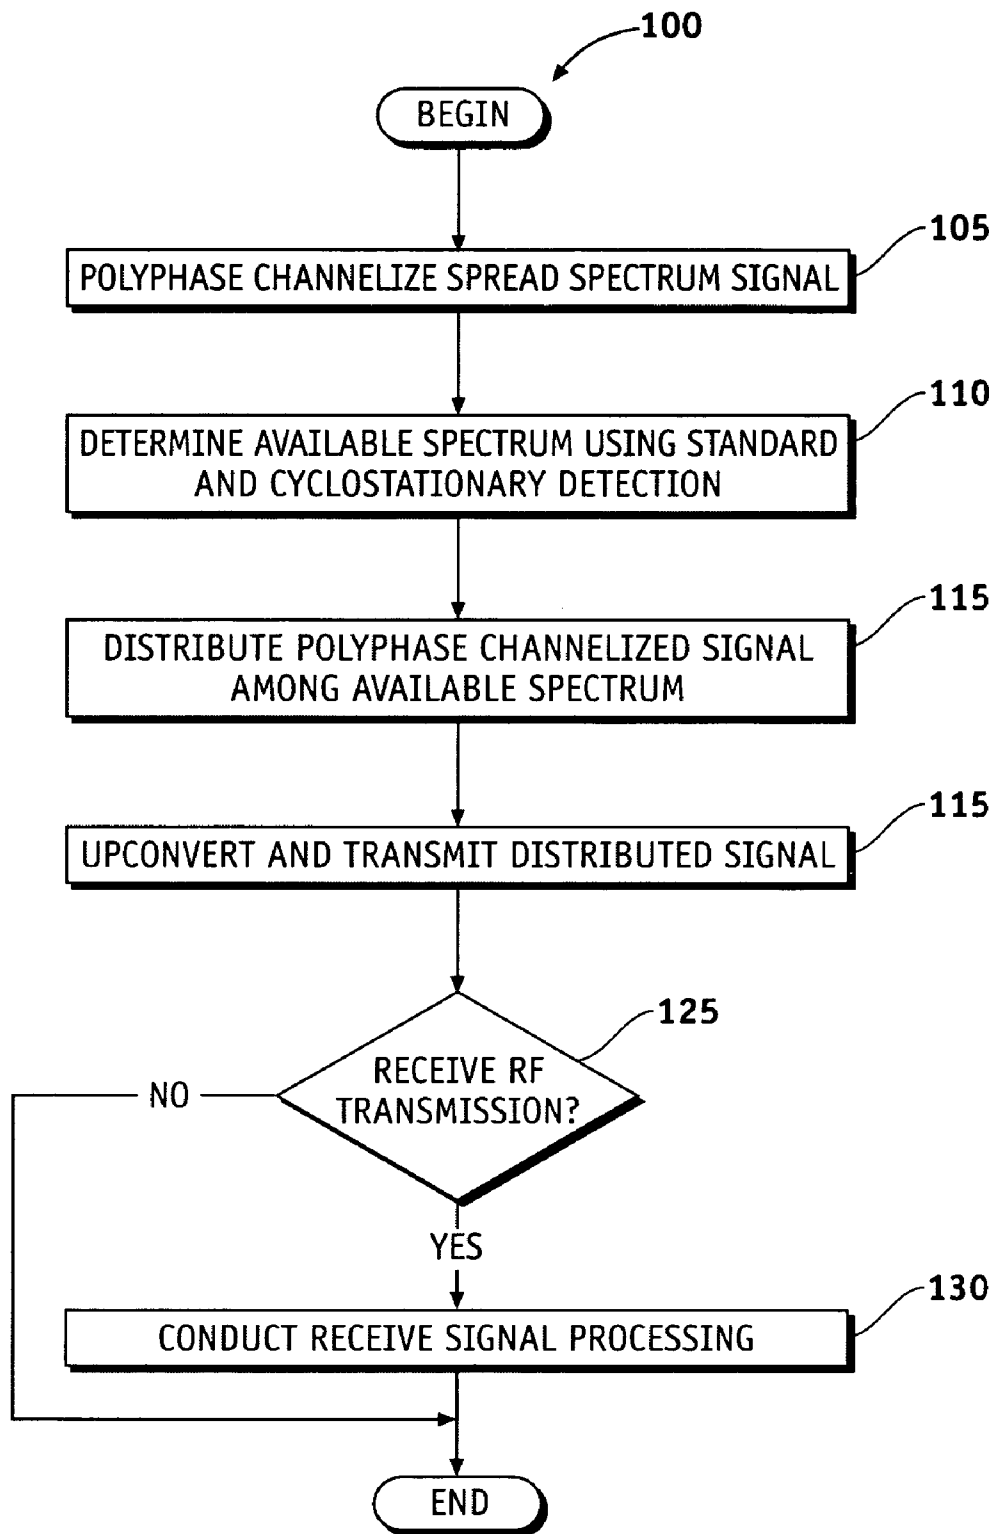 100
BEGIN
105
POLYPHASE CHANNELIZE SPREAD SPECTRUM SIGNAL
110
DETERMINE AVAILABLE SPECTRUM USING STANDARD
AND CYCLOSTATIONARY DETECTION
115
DISTRIBUTE POLYPHASE CHANNELIZED SIGNAL
AMONG AVAILABLE SPECTRUM
115
UPCONVERT AND TRANSMIT DISTRIBUTED SIGNAL
125
RECEIVE RF
TRANSMISSION?
NO
YES
130
CONDUCT RECEIVE SIGNAL PROCESSING
END